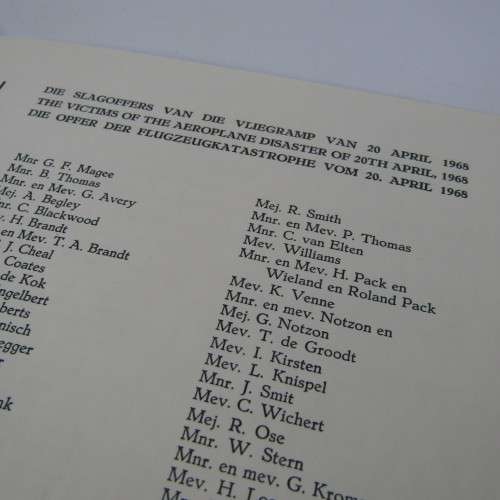 DIE SLAGOFFERS VAN DIE VLIEGRAMP VAN 20 APRIL 1968
THE VICTIMS OF THE AEROPLANE DISASTER OF 20TH APRIL, 1968
DIE OPFER DER FLUGZEUGKATASTROPHE VOM 20. APRIL 1968
Mnr G. F. Magee
Mnr. B. Thomas
Mnr. en Mev. G. Avery
Mej. A. Begley
Mnr. C. Blackwood
H. Brandt
en Mev. T. A. Brandt
J. Cheal
Coates
de Kok
Mej. R. Smith
Mnr. en Mev. P. Thomas
Mnr. C. van Elten
Mev. Williams
Mnr. en Mev. H. Pack en
Wieland en Roland Pack
Mev. K. Venne
Mnr. en mev. Notzon en
Mej. G. Notzon
Mev. T. de Groodt
Mev. I. Kirsten
Mev. L. Knispel
Mnr. J. Smit
Mev. C. Wichert
Mej. R. Ose
Mnr. W. Stern
Mnr. en mev. G.
Mev. H.